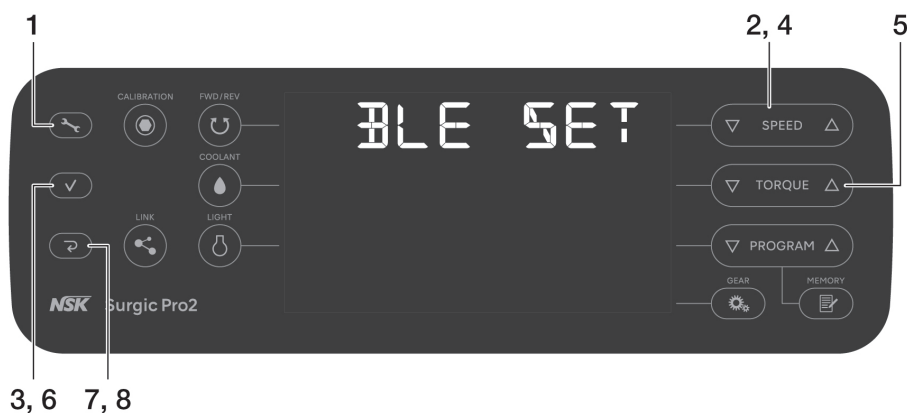 1
2, 4
5
CALIBRATION
FWD/REV
BLE SET
SPEED
COOLANT
TORQUE
LINK
LIGHT
PROGRAM
GEAR
MEMORY
NSK Surgic Pro2
3, 6
7, 8